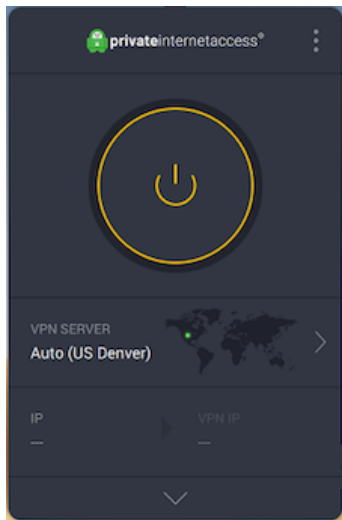 privateinternetaccess®
VPN SERVER
Auto (US Denver)
IP
VPN IP
---
---